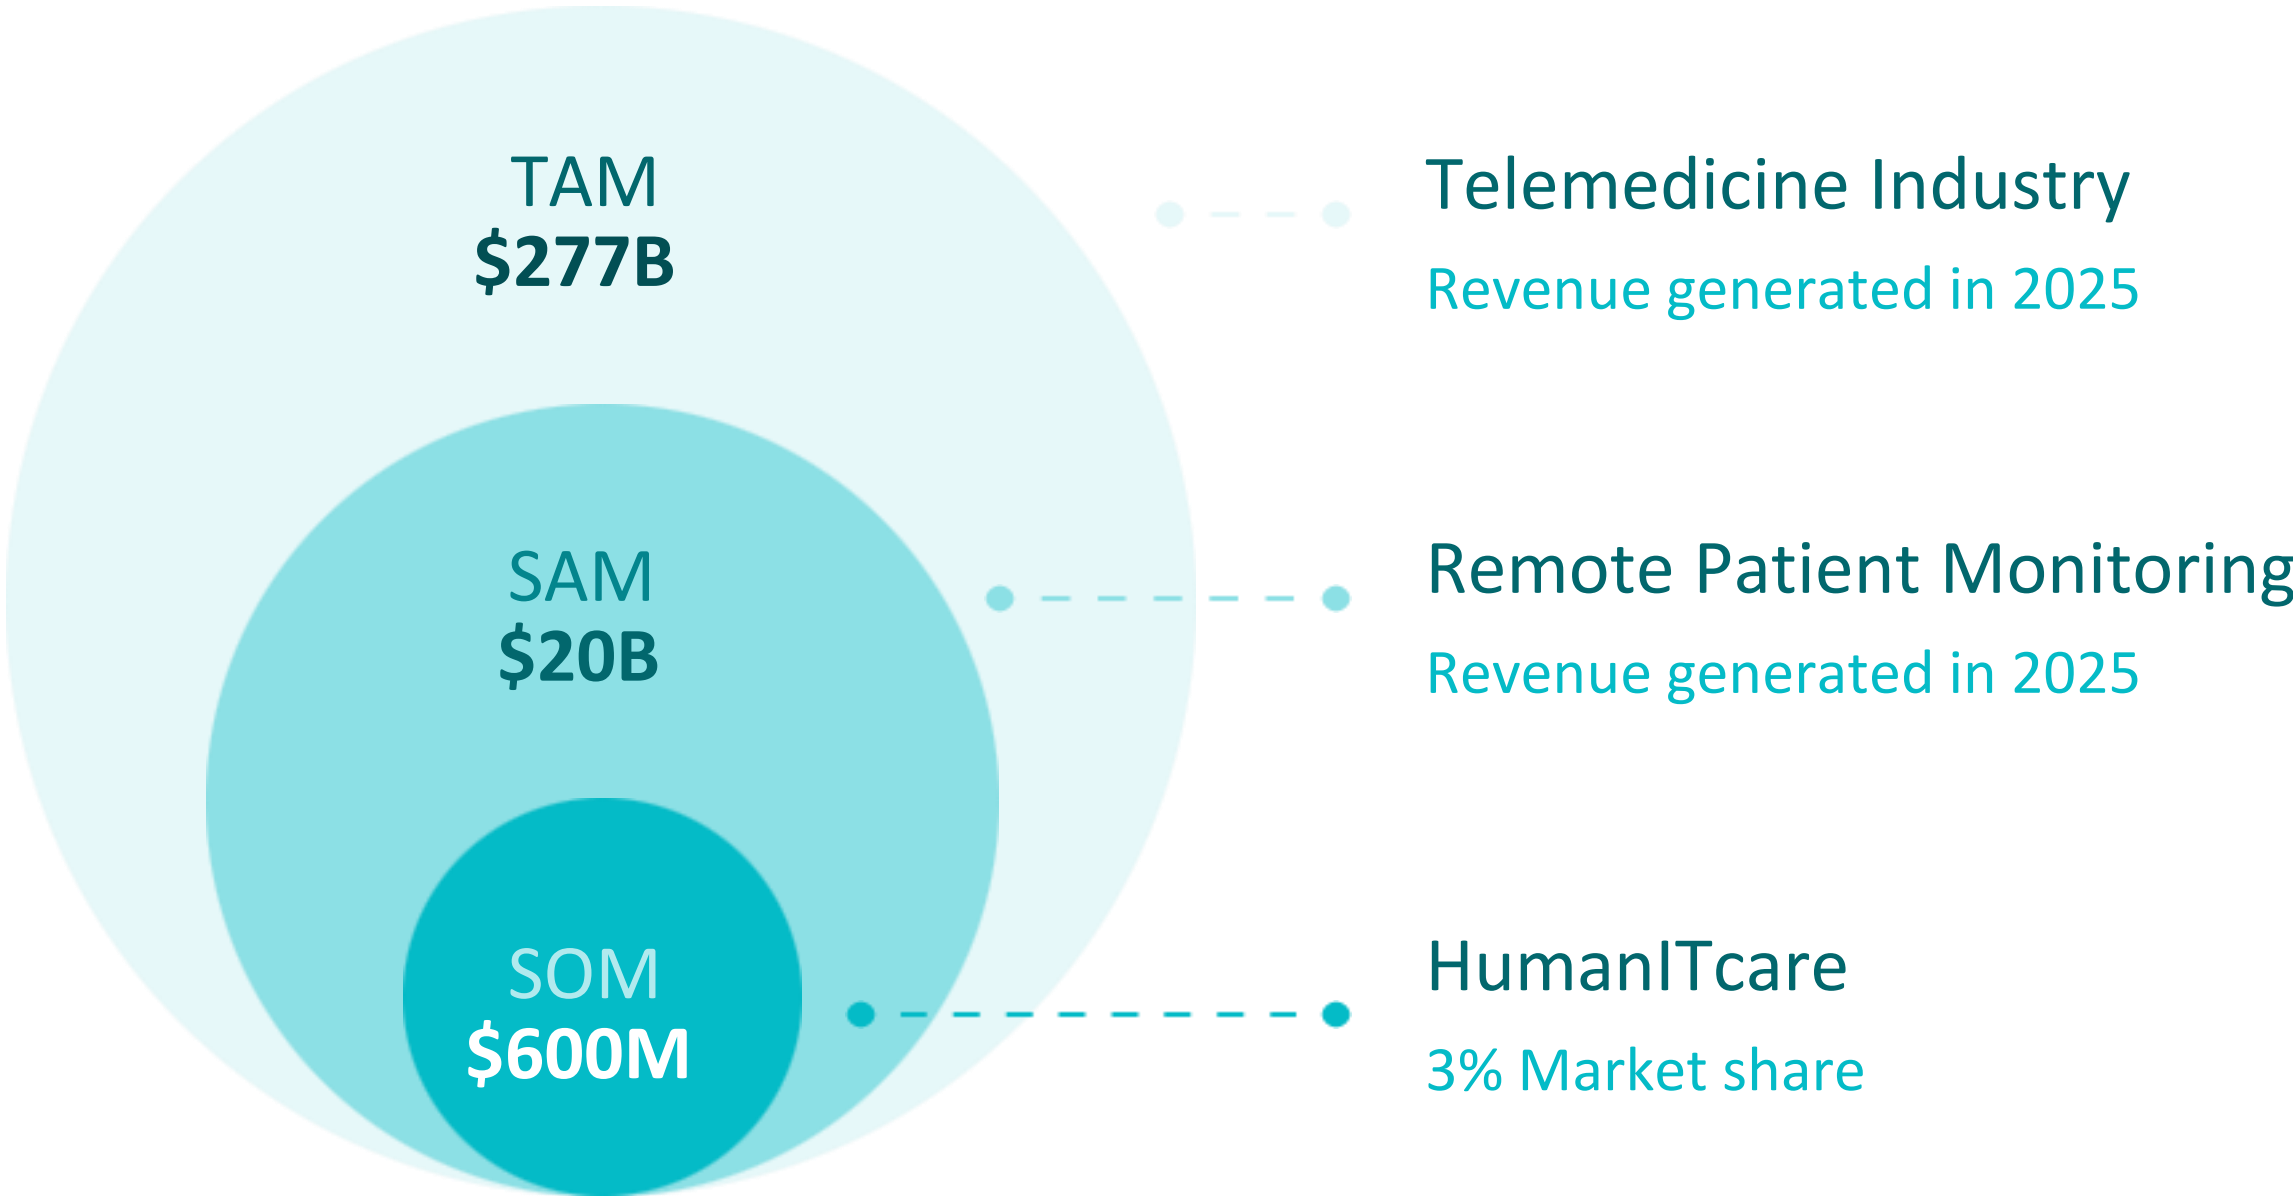 TAM
$277B
Telemedicine Industry
Revenue generated in 2025
SAM
$20B
Remote Patient Monitoring
Revenue generated in 2025
SOM
$600M
HumanITcare
3% Market share